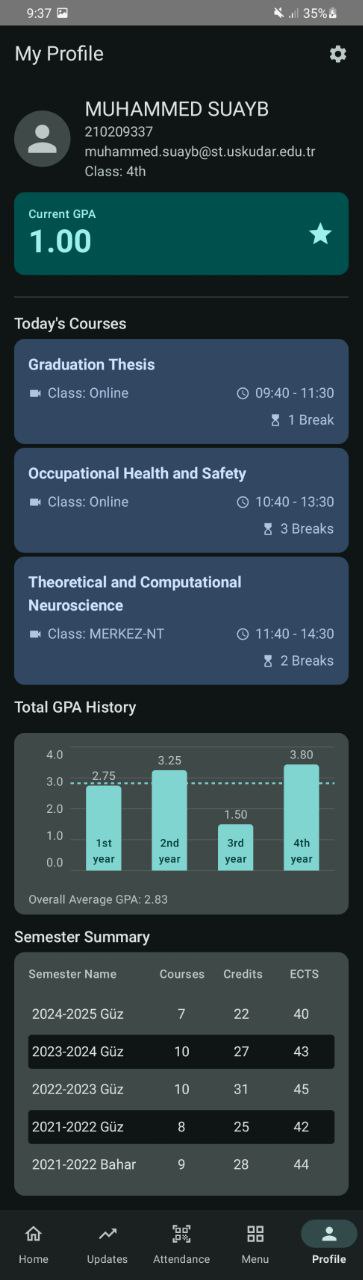 9:37 35%
My Profile
MUHAMMED SUAYB
210209337
muhammed.suayb@st.uskudar.edu.tr
Class: 4th
Current GPA
1.00
Today's Courses
Graduation Thesis
Class: Online 09:40 - 11:30
1 Break
Occupational Health and Safety
Class: Online 10:40 - 13:30
3 Breaks
Theoretical and Computational
Neuroscience
Class: MERKEZ-NT 11:40 - 14:30
2 Breaks
Total GPA History
4.0
3.0
2.0
1.0
0.0
2.75 3.25 1.50 3.80
1st year 2nd year 3rd year 4th year
Overall Average GPA: 2.83
Semester Summary
Semester Name Courses Credits ECTS
2024-2025 Güz 7 22 40
2023-2024 Güz 10 27 43
2022-2023 Güz 10 31 45
2021-2022 Güz 8 25 42
2021-2022 Bahar 9 28 44
Home Updates Attendance Menu Profile